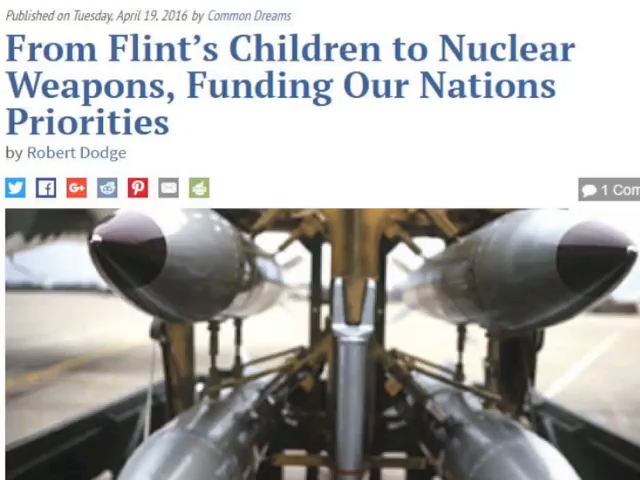 Published on Tuesday, April 19, 2016 by Common Dreams
From Flint's Children to Nuclear
Weapons, Funding Our Nations
Priorities
by Robert Dodge
1 Com